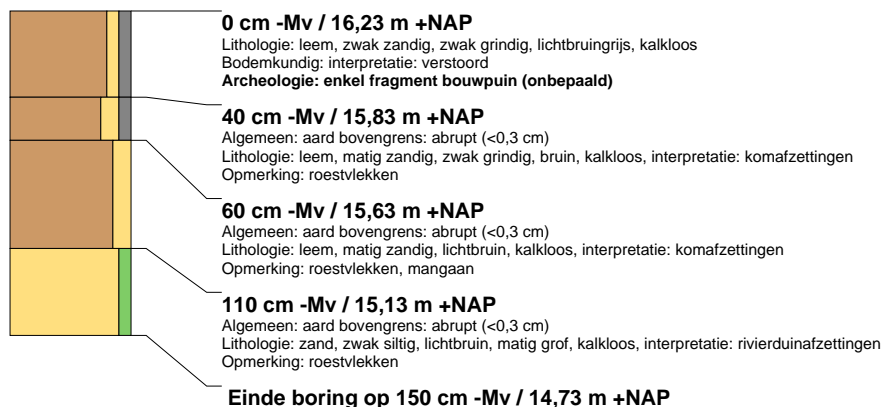 0 cm -Mv / 16,23 m +NAP
Lithologie: leem, zwak zandig, zwak grindig, lichtbruingrijs, kalkloos
Bodemkundig: interpretatie: verstoord
Archeologie: enkel fragment bouwpuin (onbepaald)
40 cm -Mv / 15,83 m +NAP
Algemeen: aard bovengrens: abrupt (<0,3 cm)
Lithologie: leem, matig zandig, zwak grindig, bruin, kalkloos, interpretatie: komafzettingen
Opmerking: roestvlekken
60 cm -Mv / 15,63 m +NAP
Algemeen: aard bovengrens: abrupt (<0,3 cm)
Lithologie: leem, matig zandig, lichtbruin, kalkloos, interpretatie: komafzettingen
Opmerking: roestvlekken, mangaan
110 cm -Mv / 15,13 m +NAP
Algemeen: aard bovengrens: abrupt (<0,3 cm)
Lithologie: zand, zwak siltig, lichtbruin, matig grof, kalkloos, interpretatie: rivierduinafzettingen
Opmerking: roestvlekken
Einde boring op 150 cm -Mv / 14,73 m +NAP